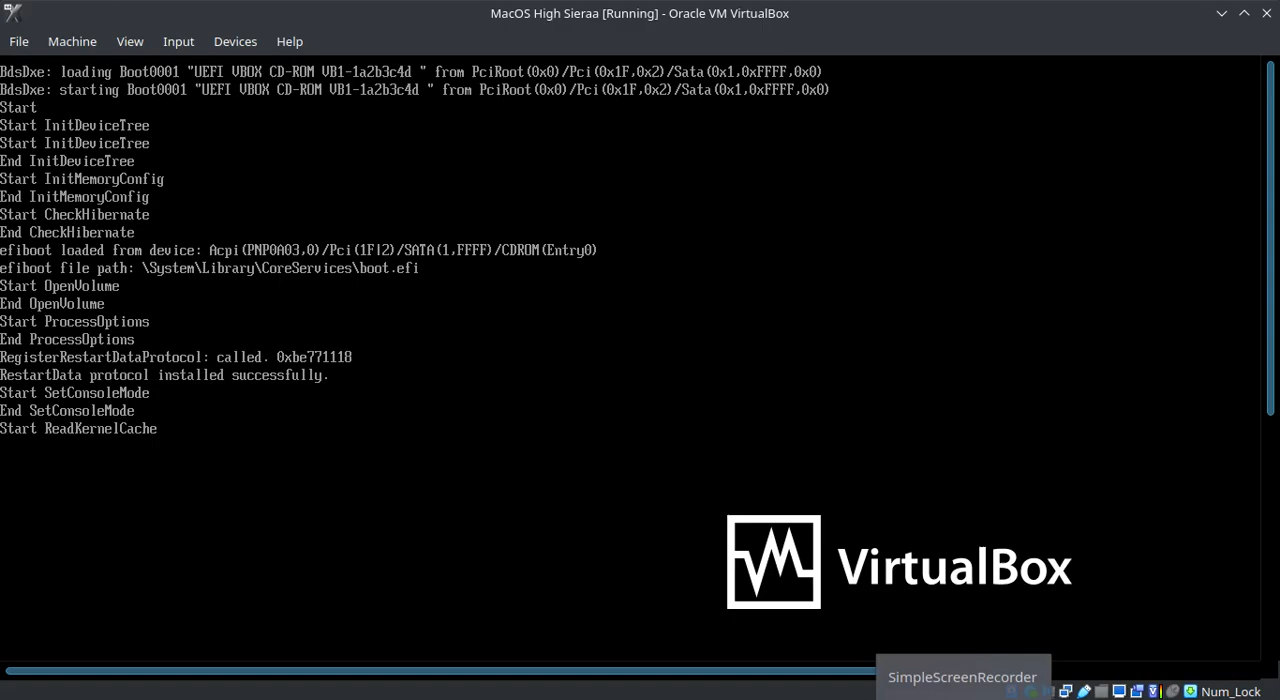 MacOS High Sieraa [Running] - Oracle VM VirtualBox
File Machine View Input Devices Help
BdsDxe: loading Boot0001 "UEFI VBOX CD-ROM VB1-1a2b3c4d " from PciRoot(0x0)/Pci(0x1F,0x2)/Sata(0x1,0xFFFF,0x0)
BdsDxe: starting Boot0001 "UEFI VBOX CD-ROM VB1-1a2b3c4d " from PciRoot(0x0)/Pci(0x1F,0x2)/Sata(0x1,0xFFFF,0x0)
Start
Start InitDeviceTree
Start InitDeviceTree
End InitDeviceTree
Start InitMemoryConfig
End InitMemoryConfig
Start CheckHibernate
End CheckHibernate
efiboot loaded from device: Acpi(PNP0A03,0)/Pci(1F|2)/SATA(1,FFFF)/CDROM(Entry0)
efiboot file path: \System\Library\CoreServices\boot.efi
Start OpenVolume
End OpenVolume
Start ProcessOptions
End ProcessOptions
RegisterRestartDataProtocol: called. 0xbe771118
RestartData protocol installed successfully.
Start SetConsoleMode
End SetConsoleMode
Start ReadKernelCache
VirtualBox
SimpleScreenRecorder
Num_Lock